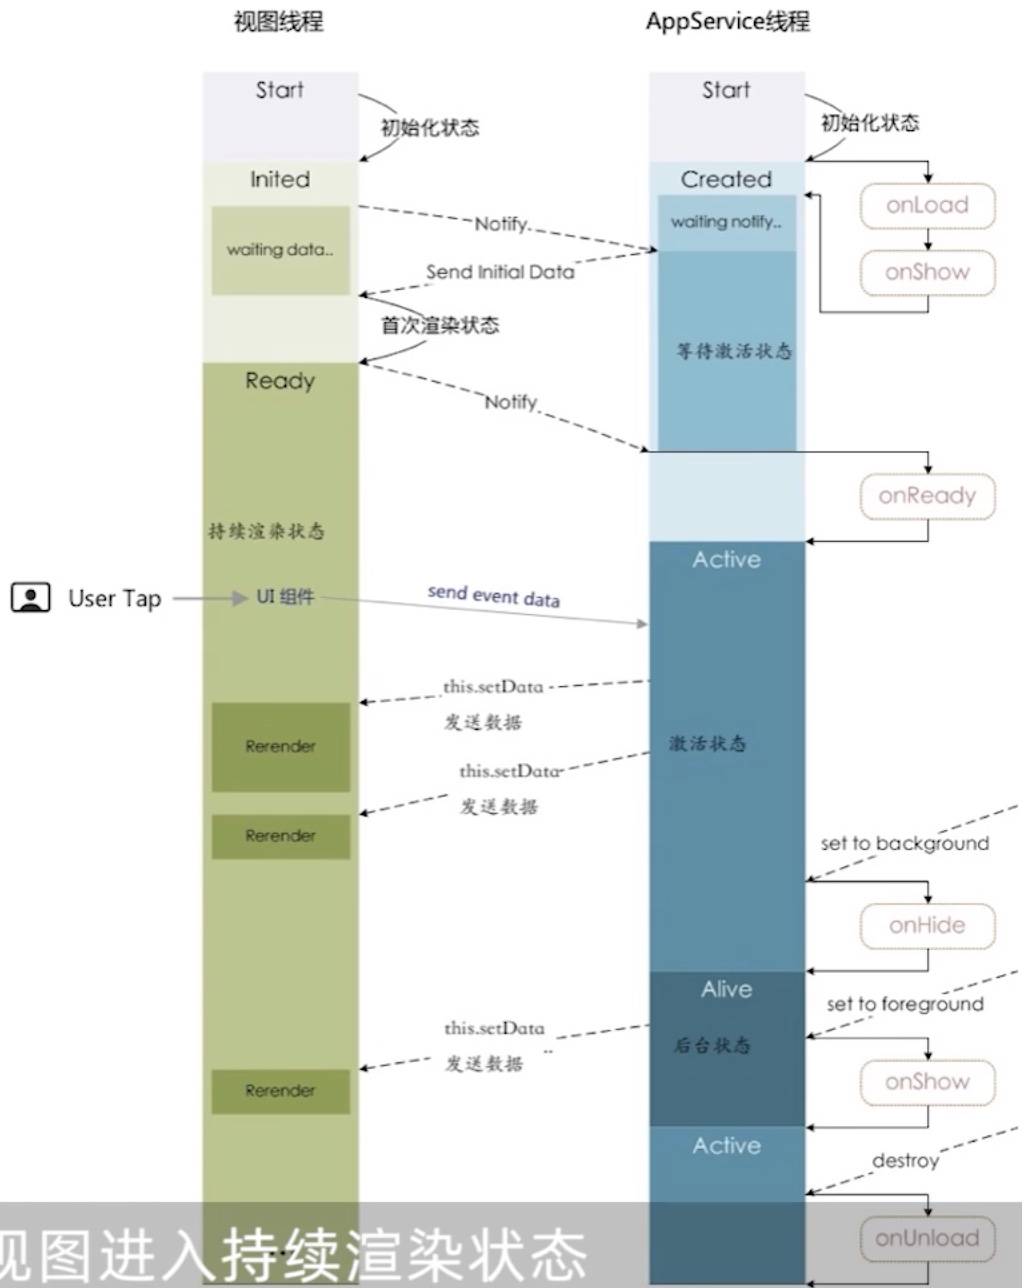 视图线程
AppService线程
Start
Start
初始化状态
初始化状态
Inited
Created
onLoad
waiting notify..
Notify
waiting data..
Send Initial Data
onShow
首次渲染状态
等待激活状态
Ready
Notify
onReady
持续渲染状态
Active
User Tap
UI 组件
send event data
this.setData
发送数据
Rerender
激活状态
this.setData
发送数据
Rerender
set to background
onHide
Alive
set to foreground
this.setData
后台状态
发送数据
onShow
Rerender
Active
destroy
onUnload
...
视图进入持续渲染状态